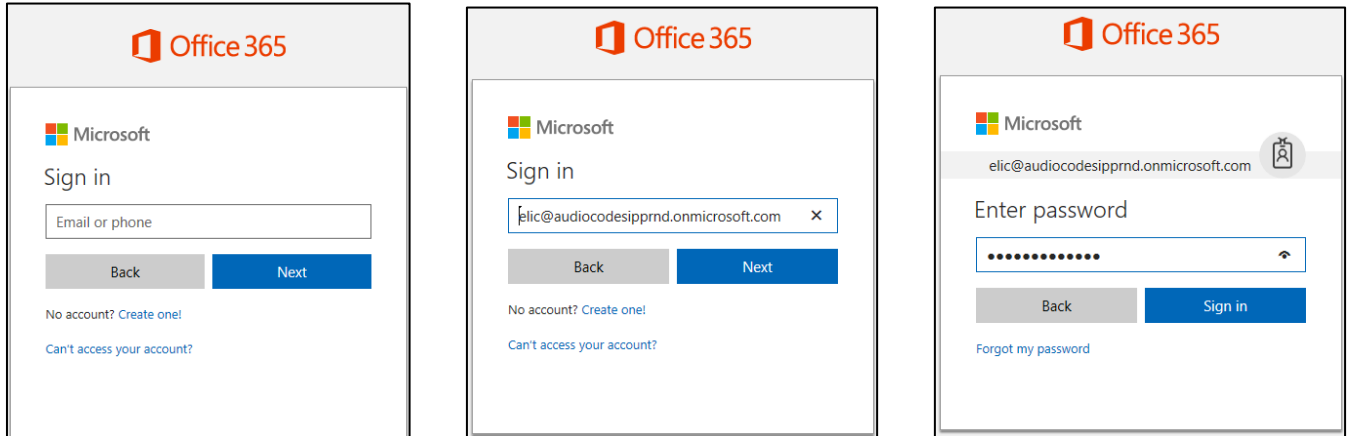 Office 365
Microsoft
Sign in
Email or phone
Back
Next
No account? Create one!
Can't access your account?
Office 365
Microsoft
Sign in
elic@audiocodesipprnd.onmicrosoft.com
Back
Next
No account? Create one!
Can't access your account?
Office 365
Microsoft
elic@audiocodesipprnd.onmicrosoft.com
Enter password
Back
Sign in
Forgot my password